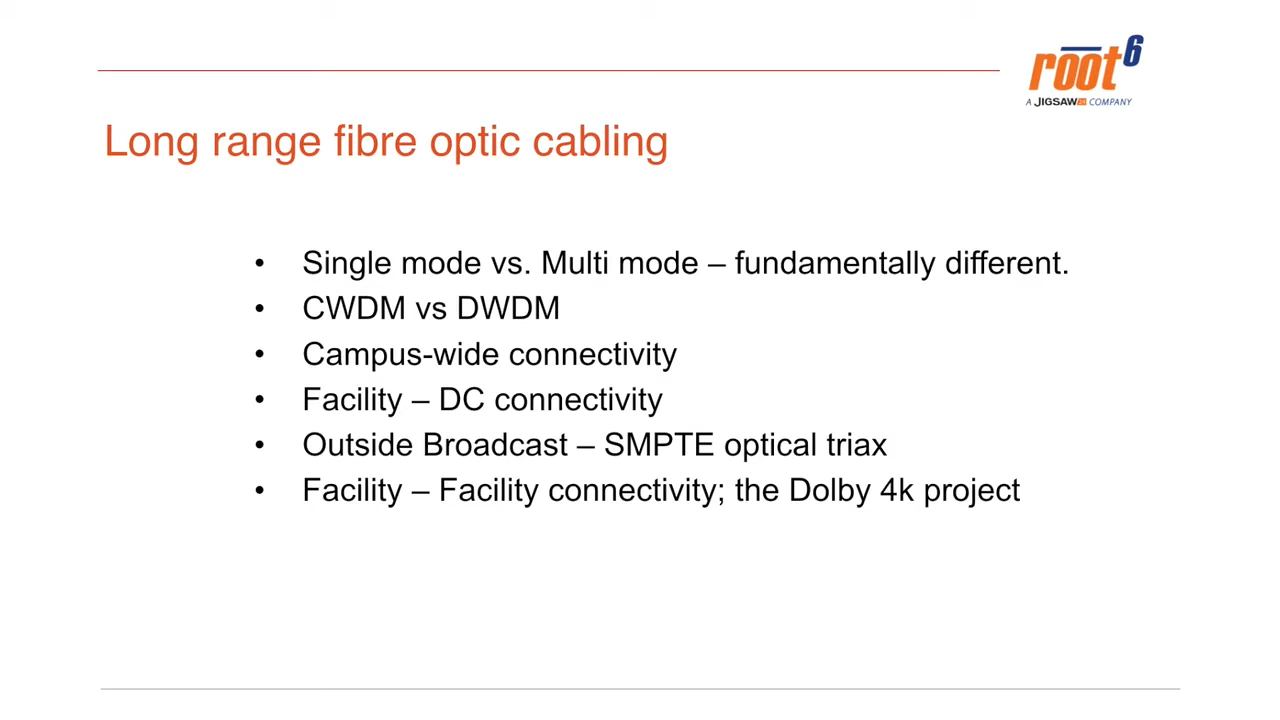 root6
A JIGSAW24 COMPANY
Long range fibre optic cabling
• Single mode vs. Multi mode – fundamentally different.
• CWDM vs DWDM
• Campus-wide connectivity
• Facility – DC connectivity
• Outside Broadcast – SMPTE optical triax
• Facility – Facility connectivity; the Dolby 4k project